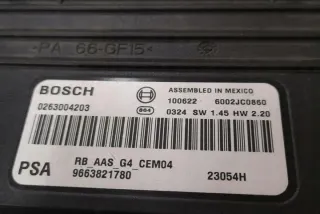 >PA 66-GF15<
BOSCH
ASSEMBLED IN MEXICO
100622 6002JC0860
0263004203
864
0324 SW 1.45 HW 2.20
PSA
RB_AAS_G4_CEM04
9663821780
23054H